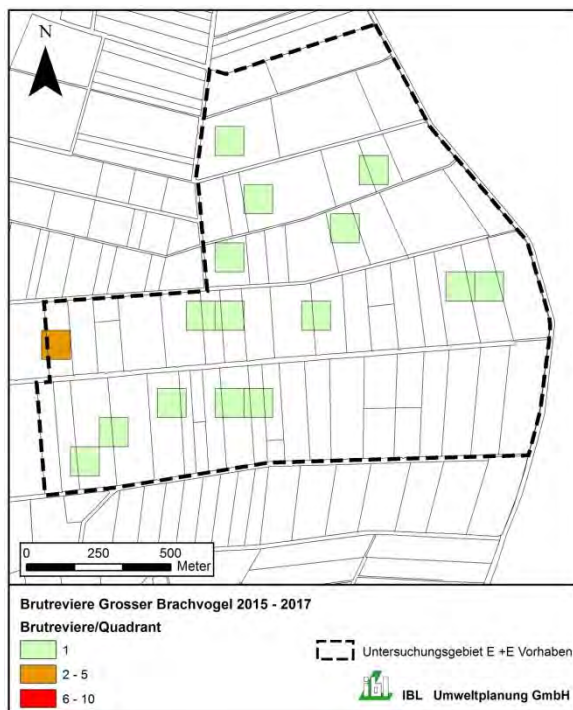 N
0 250 500
Meter
Brutreviere Grosser Brachvogel 2015 - 2017
Brutreviere/Quadrant
1
2 - 5
6 - 10
Untersuchungsgebiet E +E Vorhaben
ibl IBL Umweltplanung GmbH